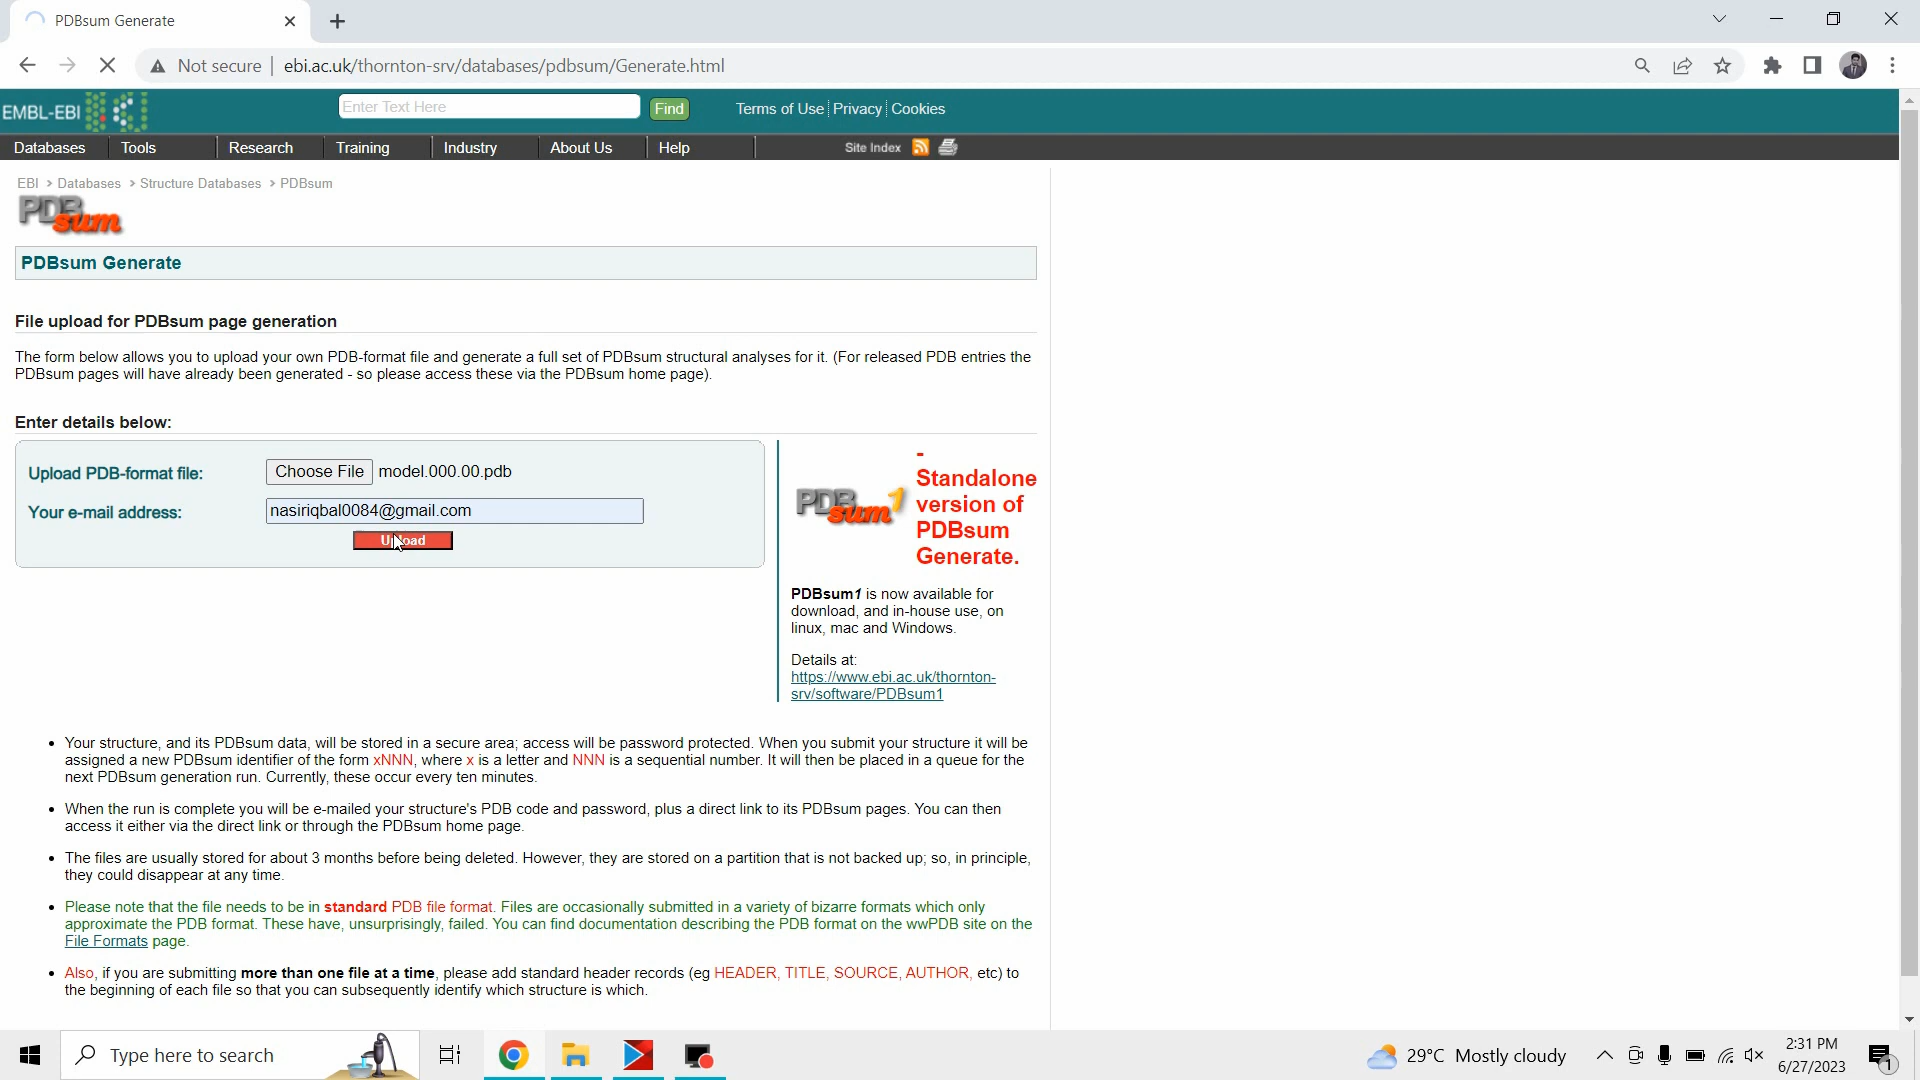 PDBsum Generate
Not secure
ebi.ac.uk/thornton-srv/databases/pdbsum/Generate.html
EMBL-EBI
Enter Text Here
Find
Terms of Use Privacy Cookies
Databases Tools Research Training Industry About Us Help Site Index
EBI > Databases > Structure Databases > PDBsum
PDBsum
PDBsum Generate
File upload for PDBsum page generation
The form below allows you to upload your own PDB-format file and generate a full set of PDBsum structural analyses for it. (For released PDB entries the
PDBsum pages will have already been generated - so please access these via the PDBsum home page).
Enter details below:
Upload PDB-format file: Choose File model.000.00.pdb
Your e-mail address: nasiriqbal0084@gmail.com
Upload
PDBsum1
-
Standalone
version of
PDBsum
Generate.
PDBsum1 is now available for
download, and in-house use, on
linux, mac and Windows.
Details at:
https://www.ebi.ac.uk/thornton-
srv/software/PDBsum1
• Your structure, and its PDBsum data, will be stored in a secure area; access will be password protected. When you submit your structure it will be
assigned a new PDBsum identifier of the form xNNN, where x is a letter and NNN is a sequential number. It will then be placed in a queue for the
next PDBsum generation run. Currently, these occur every ten minutes.
• When the run is complete you will be e-mailed your structure's PDB code and password, plus a direct link to its PDBsum pages. You can then
access it either via the direct link or through the PDBsum home page.
• The files are usually stored for about 3 months before being deleted. However, they are stored on a partition that is not backed up; so, in principle,
they could disappear at any time.
• Please note that the file needs to be in standard PDB file format. Files are occasionally submitted in a variety of bizarre formats which only
approximate the PDB format. These have, unsurprisingly, failed. You can find documentation describing the PDB format on the wwPDB site on the
File Formats page.
• Also, if you are submitting more than one file at a time, please add standard header records (eg HEADER, TITLE, SOURCE, AUTHOR, etc) to
the beginning of each file so that you can subsequently identify which structure is which.
Type here to search
29°C Mostly cloudy
2:31 PM
6/27/2023
1